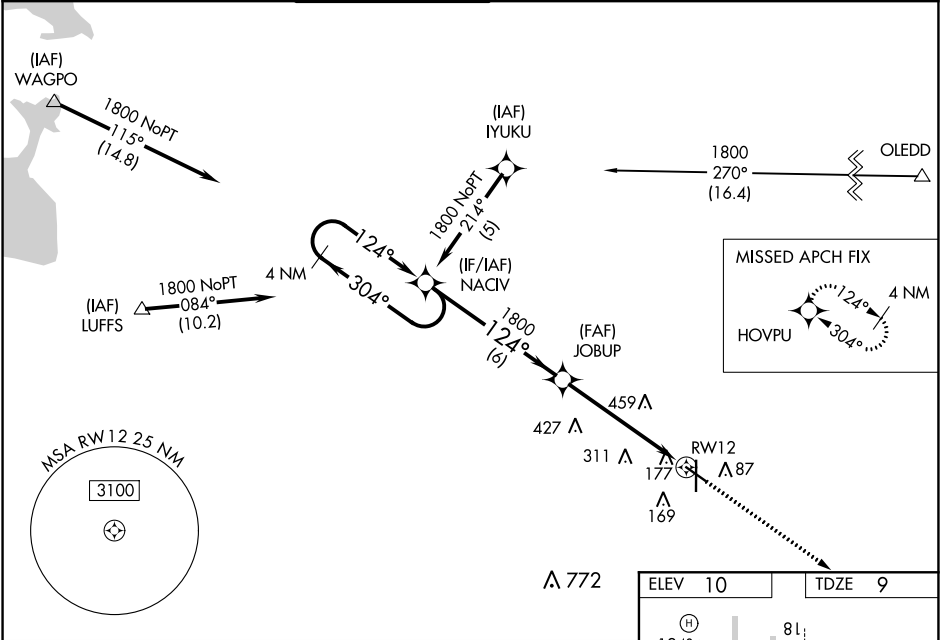 (IAF)
WAGPO
1800 NoPT
115°
(14.8)
(IAF)
IYUKU
1800 NoPT
214°
(5)
1800
270°
(16.4)
OLEDD
MISSED APCH FIX
4 NM
124°
304°
HOVPU
124°
304°
4 NM
(IF/IAF)
NACIV
(IAF)
LUFFS
1800 NoPT
084°
(10.2)
1800
124°
(6)
(FAF)
JOBUP
459
427
311
177
RW12
87
169
MSA RW12 25 NM
3100
772
ELEV 10
TDZE 9
H
18